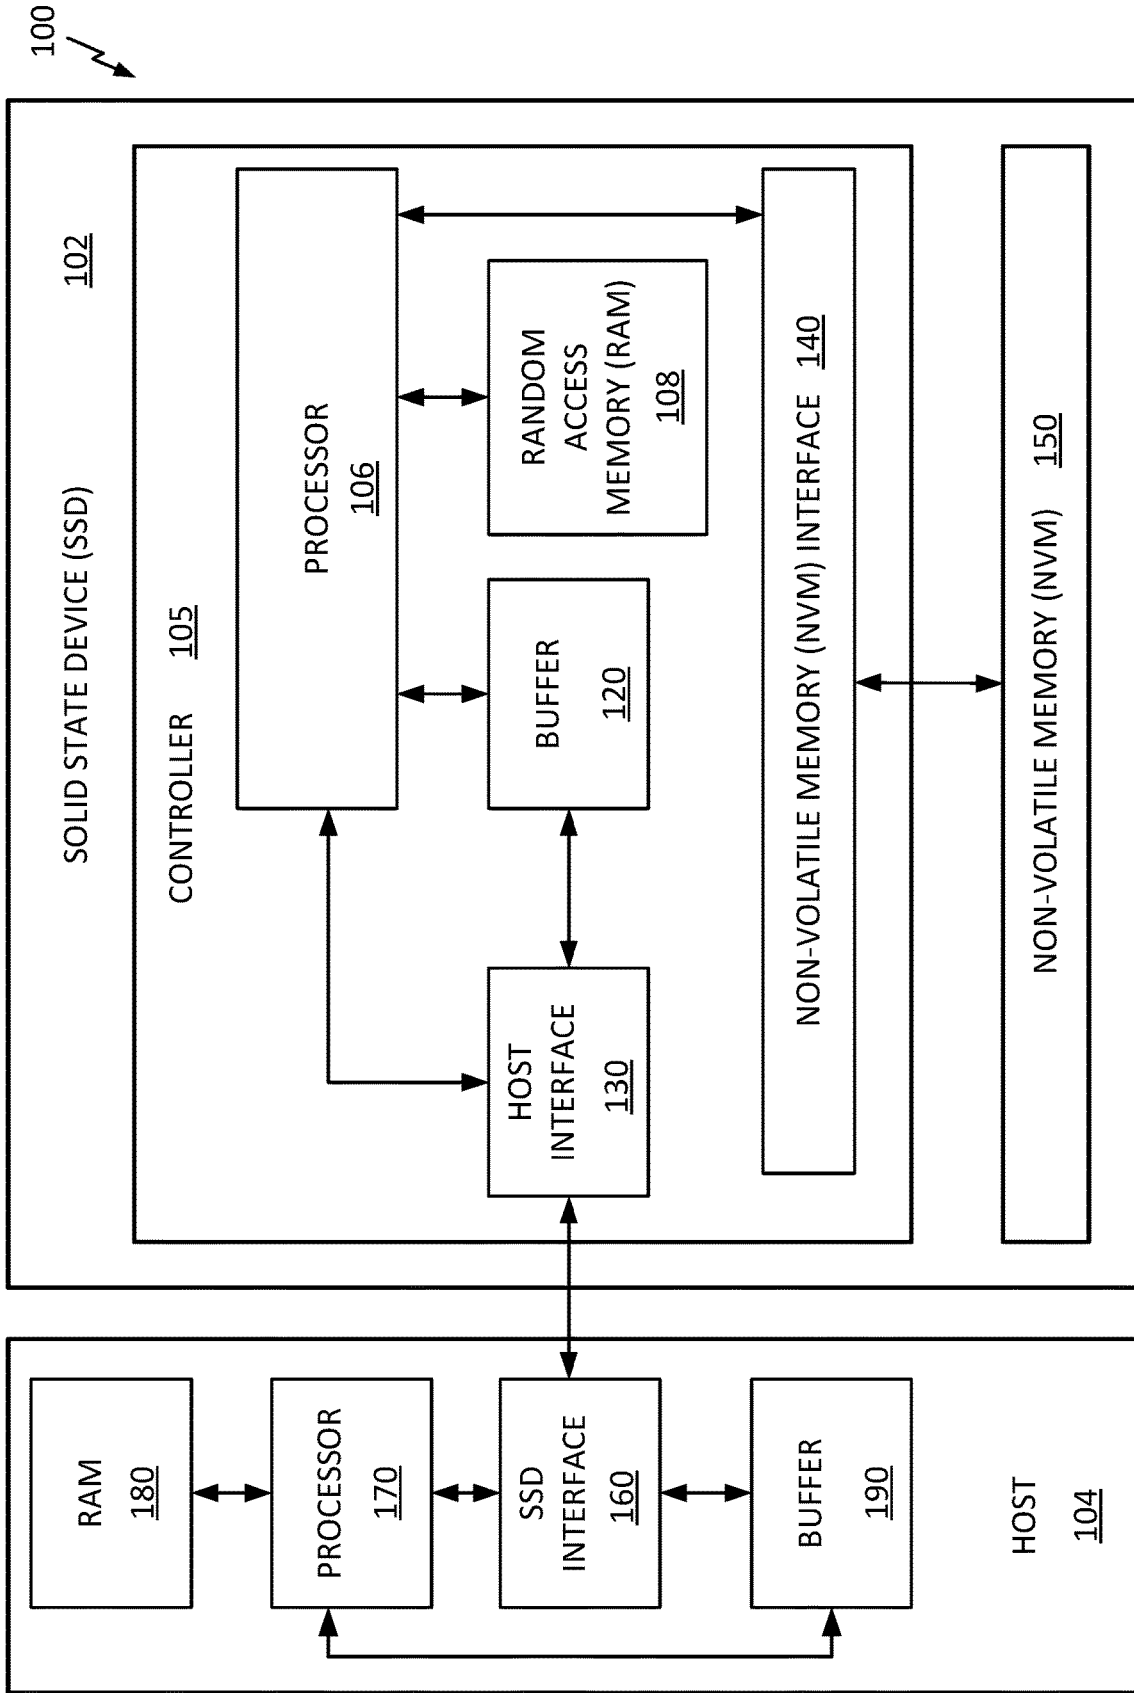 100
SOLID STATE DEVICE (SSD)
102
CONTROLLER
105
PROCESSOR
106
HOST
INTERFACE
130
BUFFER
120
RANDOM
ACCESS
MEMORY (RAM)
108
NON-VOLATILE MEMORY (NVM) INTERFACE
140
NON-VOLATILE MEMORY (NVM)
150
RAM
180
PROCESSOR
170
SSD
INTERFACE
160
BUFFER
190
HOST
104